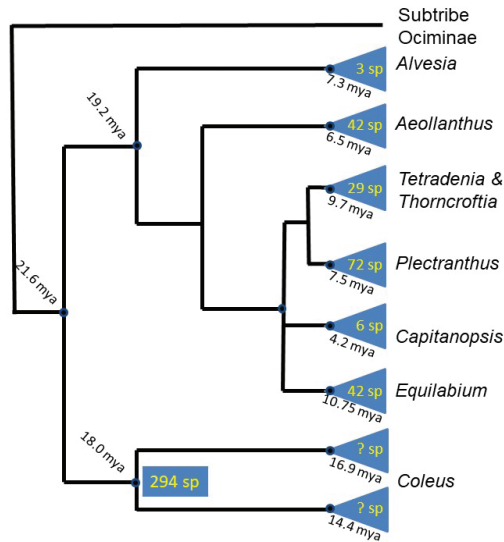 Subtribe
Ociminae
3 sp
Alvesia
7.3 mya
19.2 mya
42 sp
Aeollanthus
6.5 mya
29 sp
Tetradenia &
Thorncroftia
9.7 mya
72 sp
Plectranthus
7.5 mya
21.6 mya
6 sp
Capitanopsis
4.2 mya
42 sp
Equilabium
10.75 mya
18.0 mya
? sp
16.9 mya
294 sp
Coleus
? sp
14.4 mya